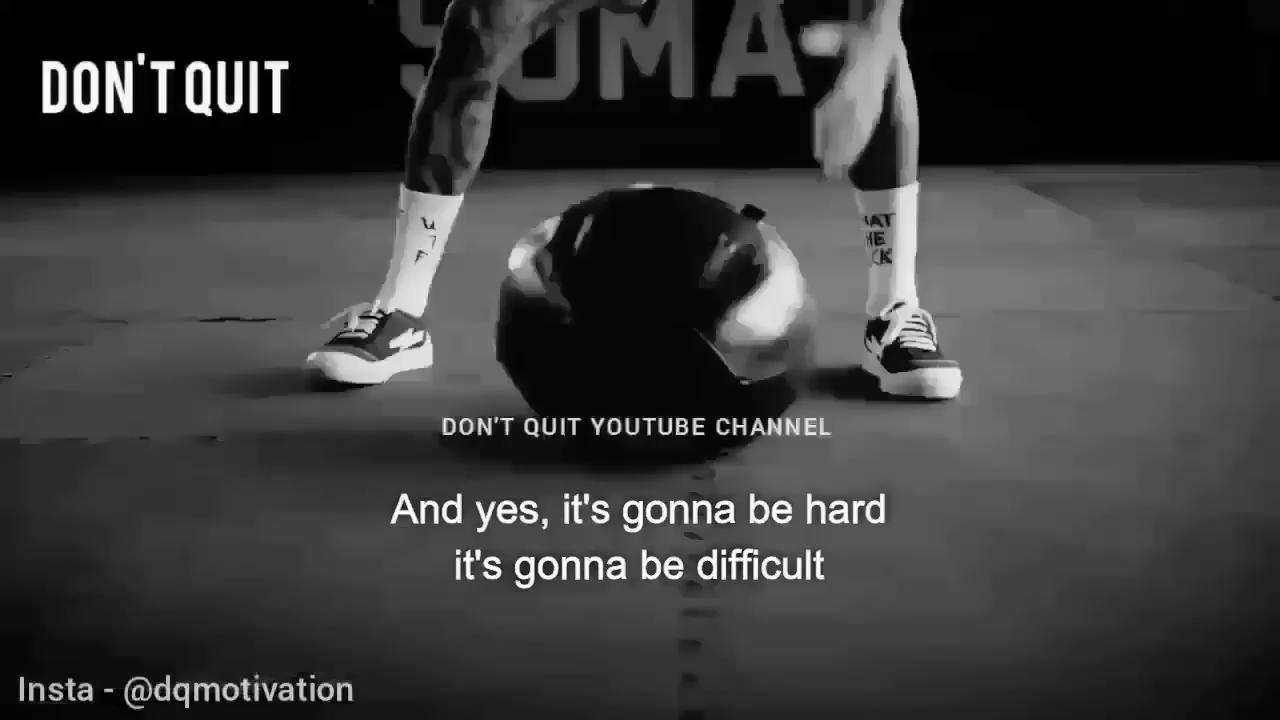 DON'T QUIT
DON'T QUIT YOUTUBE CHANNEL
And yes, it's gonna be hard
it's gonna be difficult
Insta - @dqmotivation